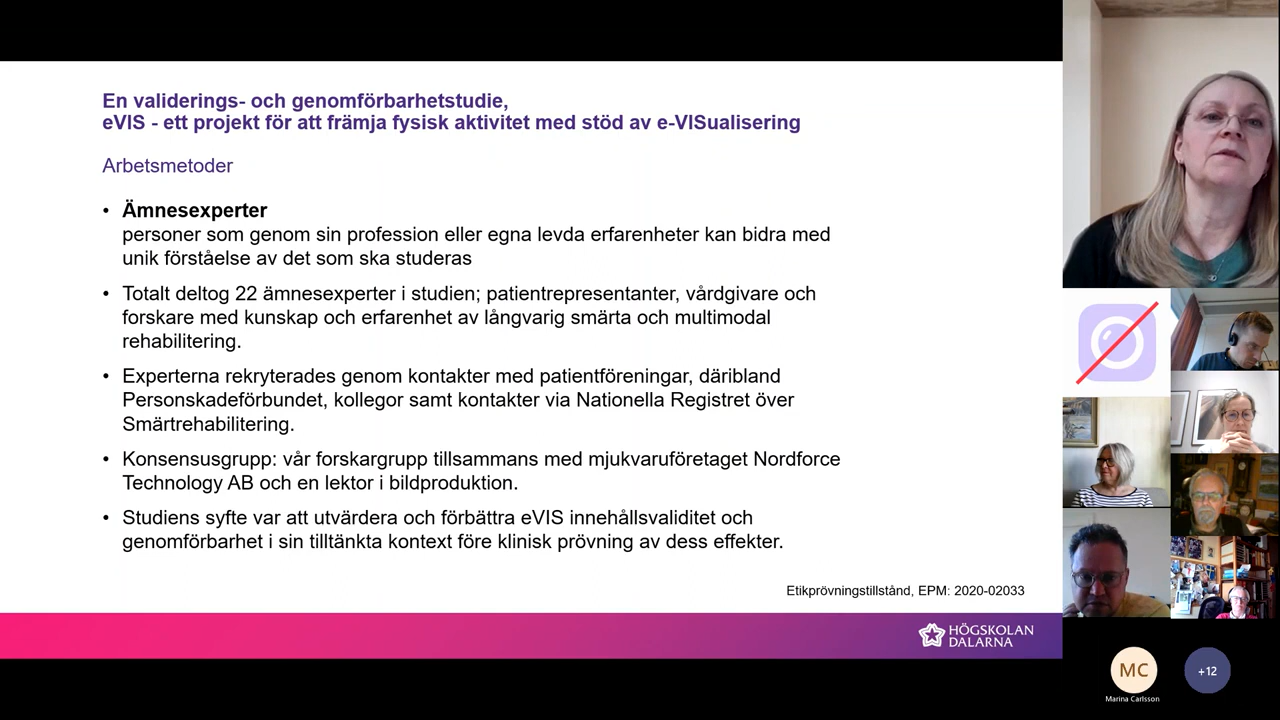 En validerings- och genomförbarhetstudie,
eVIS - ett projekt för att främja fysisk aktivitet med stöd av e-VISualisering
Arbetsmetoder
• Ämnesexperter
personer som genom sin profession eller egna levda erfarenheter kan bidra med
unik förståelse av det som ska studeras
• Totalt deltog 22 ämnesexperter i studien; patientrepresentanter, vårdgivare och
forskare med kunskap och erfarenhet av långvarig smärta och multimodal
rehabilitering.
• Experterna rekryterades genom kontakter med patientföreningar, däribland
Personskadeförbundet, kollegor samt kontakter via Nationella Registret över
Smärtrehabilitering.
• Konsensusgrupp: vår forskargrupp tillsammans med mjukvaruföretaget Nordforce
Technology AB och en lektor i bildproduktion.
• Studiens syfte var att utvärdera och förbättra eVIS innehållsvaliditet och
genomförbarhet i sin tilltänkta kontext före klinisk prövning av dess effekter.
Etikprövningstillstånd, EPM: 2020-02033
HÖGSKOLAN
DALARNA
MC
+12
Marina Carlsson